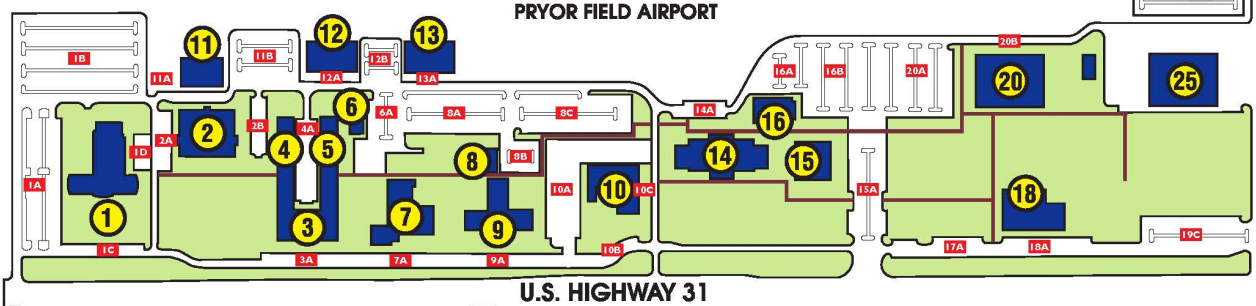 PRYOR FIELD AIRPORT
11
12
13
1B
11A
11B
12A
12B
13A
16A
16B
20A
20B
20
25
1A
1D
1
1C
2A
2
2B
4A
4
5
6
6A
8A
8C
8
8B
3
7
9
10A
10
10C
10B
14A
14
16
15
15A
18
17A
18A
19C
3A
7A
9A
U.S. HIGHWAY 31